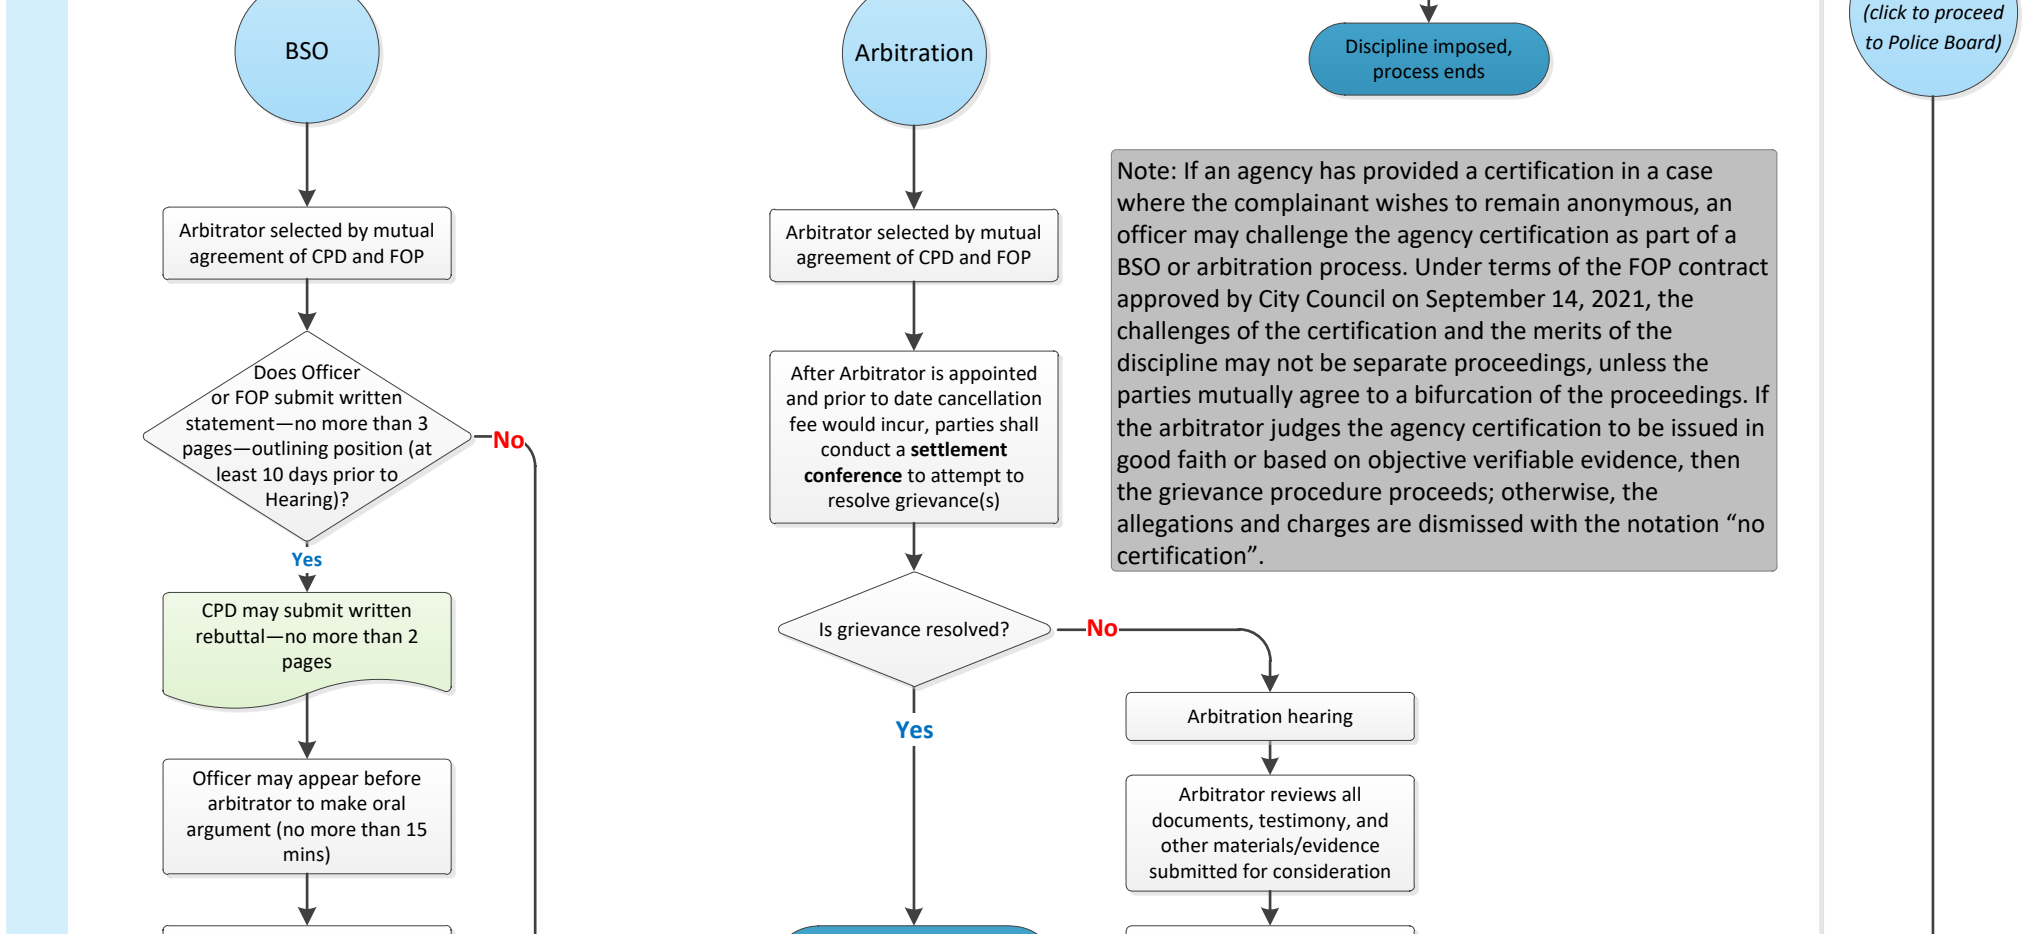 BSO
Arbitrator selected by mutual
agreement of CPD and FOP
Does Officer
or FOP submit written
statement—no more than 3
pages—outlining position (at
least 10 days prior to
Hearing)?
No
Yes
CPD may submit written
rebuttal—no more than 2
pages
Officer may appear before
arbitrator to make oral
argument (no more than 15
mins)
Arbitration
Arbitrator selected by mutual
agreement of CPD and FOP
After Arbitrator is appointed
and prior to date cancellation
fee would incur, parties shall
conduct a settlement
conference to attempt to
resolve grievance(s)
Is grievance resolved?
No
Yes
Arbitration hearing
Arbitrator reviews all
documents, testimony, and
other materials/evidence
submitted for consideration
Discipline imposed,
process ends
Note: If an agency has provided a certification in a case
where the complainant wishes to remain anonymous, an
officer may challenge the agency certification as part of a
BSO or arbitration process. Under terms of the FOP contract
approved by City Council on September 14, 2021, the
challenges of the certification and the merits of the
discipline may not be separate proceedings, unless the
parties mutually agree to a bifurcation of the proceedings. If
the arbitrator judges the agency certification to be issued in
good faith or based on objective verifiable evidence, then
the grievance procedure proceeds; otherwise, the
allegations and charges are dismissed with the notation “no
certification”.
(click to proceed
to Police Board)